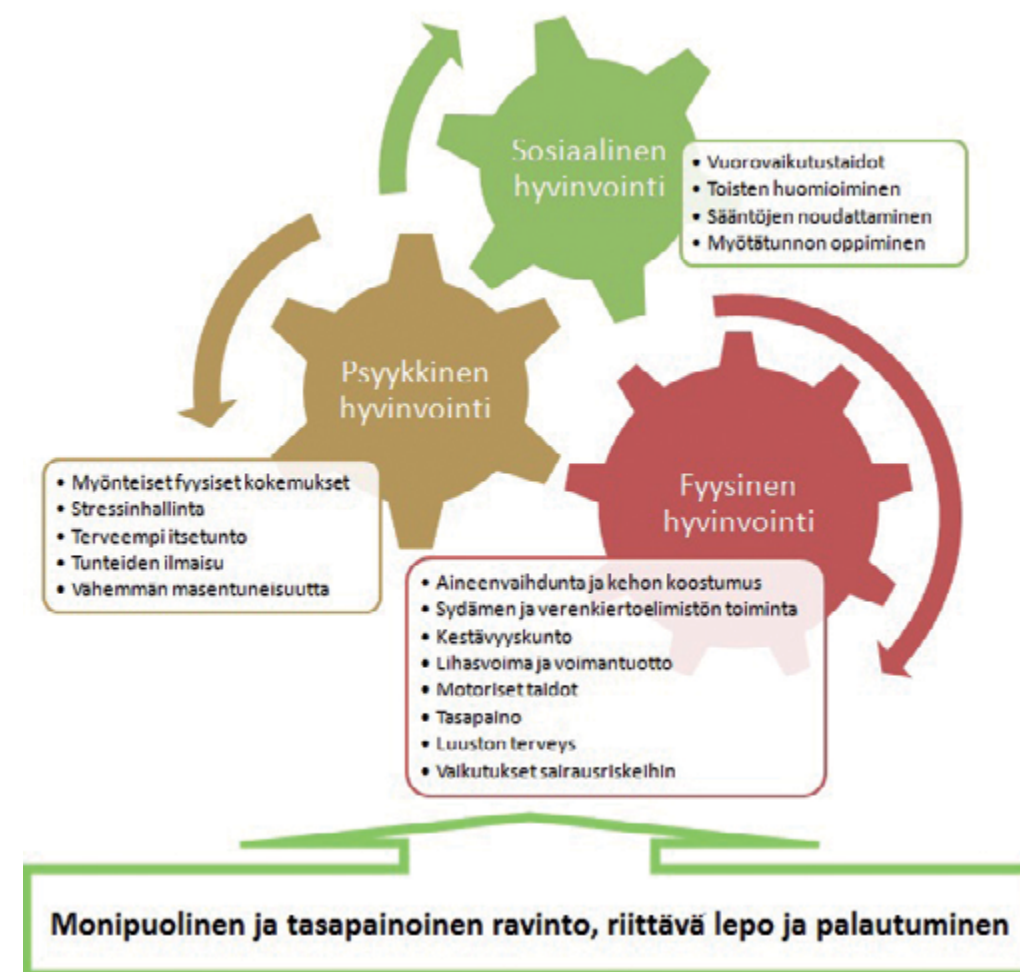 Sosiaalinen
hyvinvointi
• Vuorovaikutustaidot
• Toisten huomioiminen
• Sääntöjen noudattaminen
• Myötätunnon oppiminen
Psyykkinen
hyvinvointi
• Myönteiset fyysiset kokemukset
• Stressinhallinta
• Terveempi itsetunto
• Tunteiden ilmaisu
• Vähemmän masentuneisuutta
Fyysinen
hyvinvointi
• Aineenvaihdunta ja kehon koostumus
• Sydämen ja verenkiertoelimistön toiminta
• Kestävyyskunto
• Lihasvoima ja voimantuotto
• Motoriset taidot
• Tasapaino
• Luuston terveys
• Vaikutukset sairausriskeihin
Monipuolinen ja tasapainoinen ravinto, riittävä lepo ja palautuminen